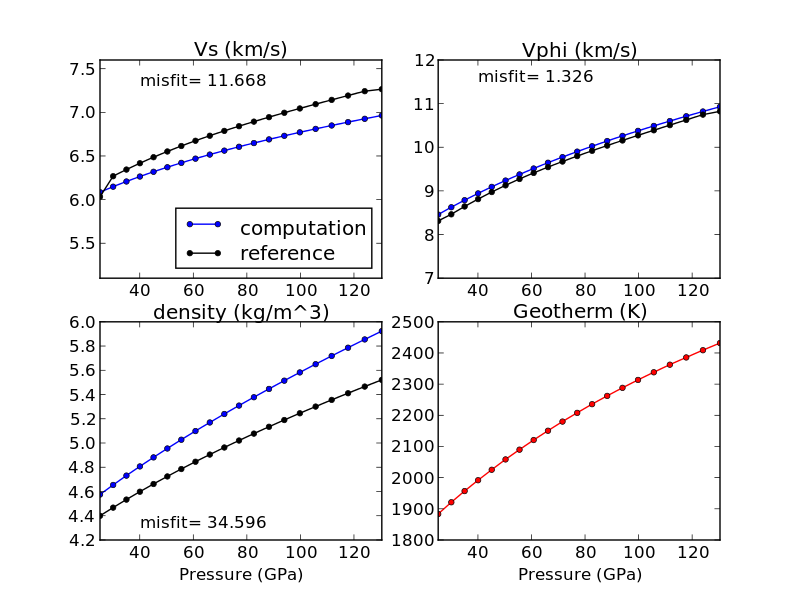 Vs (km/s)
7.5
7.0
6.5
6.0
5.5
misfit= 11.668
computation
reference
40 60 80 100 120
Vphi (km/s)
12
11
10
9
8
7
misfit= 1.326
40 60 80 100 120
density (kg/m^3)
6.0
5.8
5.6
5.4
5.2
5.0
4.8
4.6
4.4
4.2
misfit= 34.596
40 60 80 100 120
Pressure (GPa)
Geotherm (K)
2500
2400
2300
2200
2100
2000
1900
1800
40 60 80 100 120
Pressure (GPa)